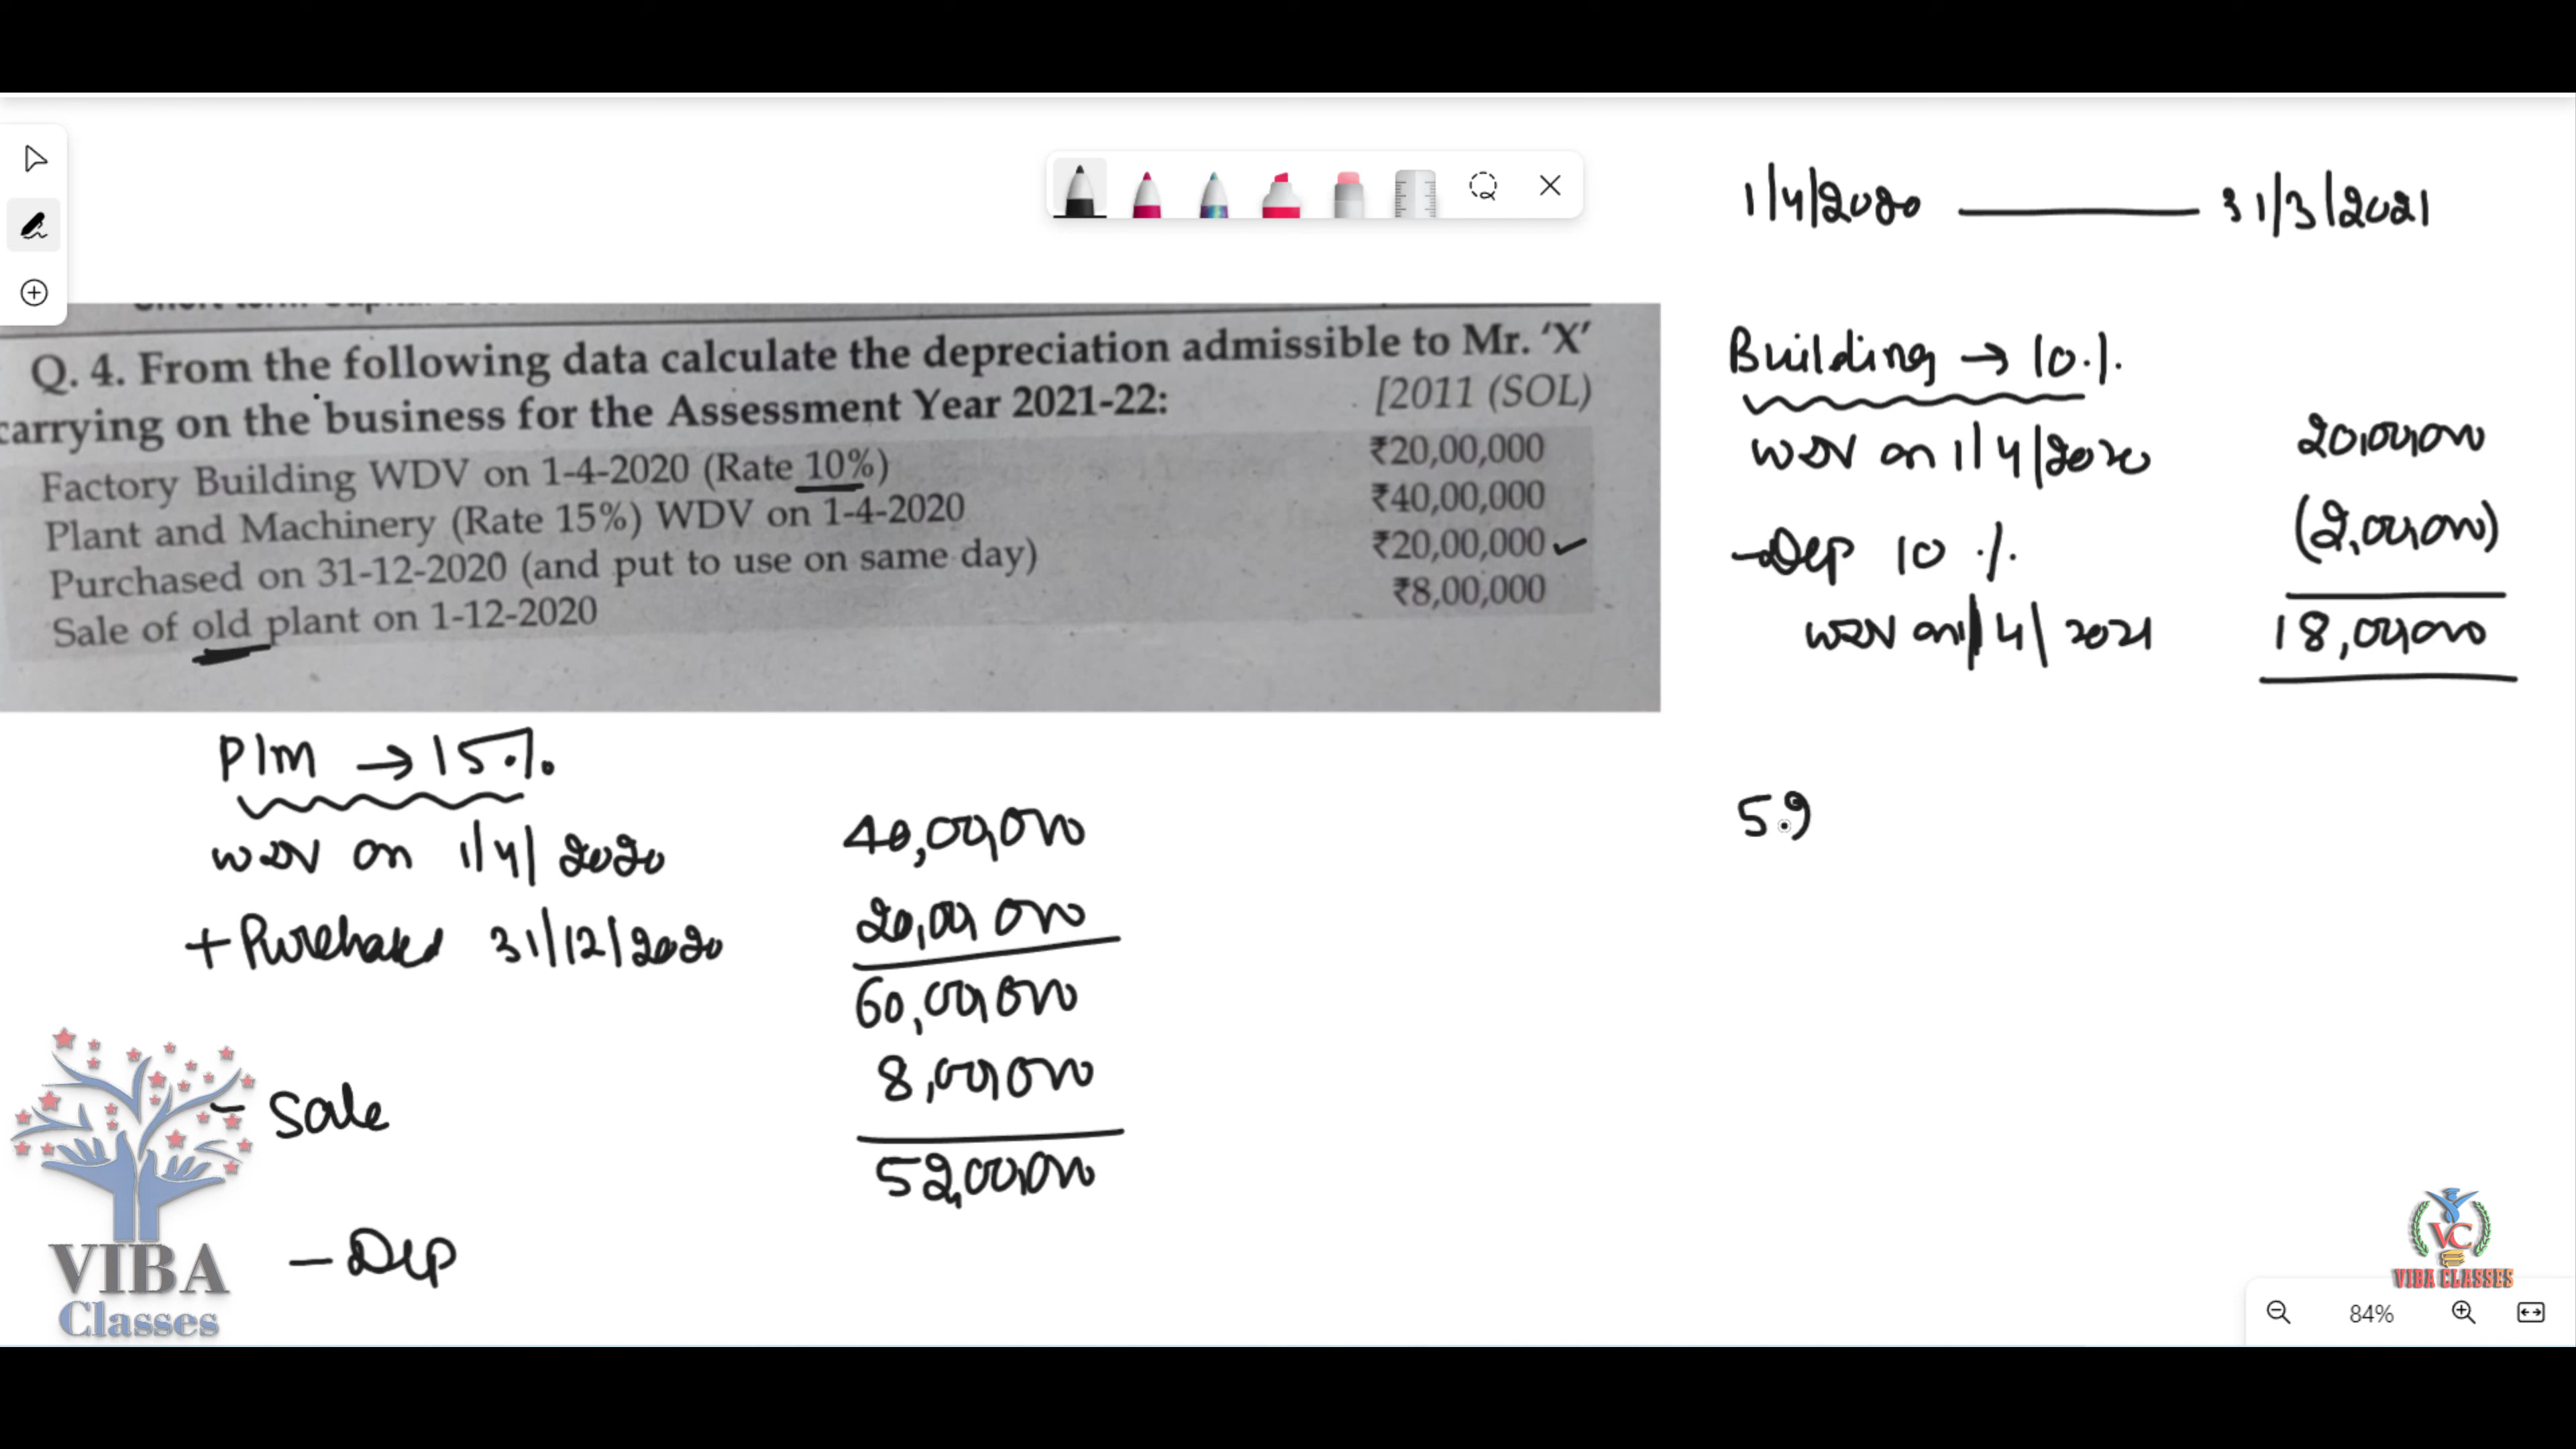 1/4/2020 — 31/3/2021
Q. 4. From the following data calculate the depreciation admissible to Mr. 'X'
carrying on the business for the Assessment Year 2021-22: [2011 (SOL)
Factory Building WDV on 1-4-2020 (Rate 10%) ₹20,00,000
Plant and Machinery (Rate 15%) WDV on 1-4-2020 ₹40,00,000
Purchased on 31-12-2020 (and put to use on same day) ₹20,00,000 ✓
Sale of old plant on 1-12-2020 ₹8,00,000
Building → 10%.
WDV on 1/4/2020 20,00,000
-Dep 10 % (2,00,000)
WDV on 1/4/2021 18,00,000
P/M → 15%.
WDV on 1/4/2020 40,00,000
+ Purchased 31/12/2020 20,00,000
60,00,000
- Sale 8,00,000
52,00,000
- Dep
52
VIBA
Classes
VC
VIBA CLASSES
84%